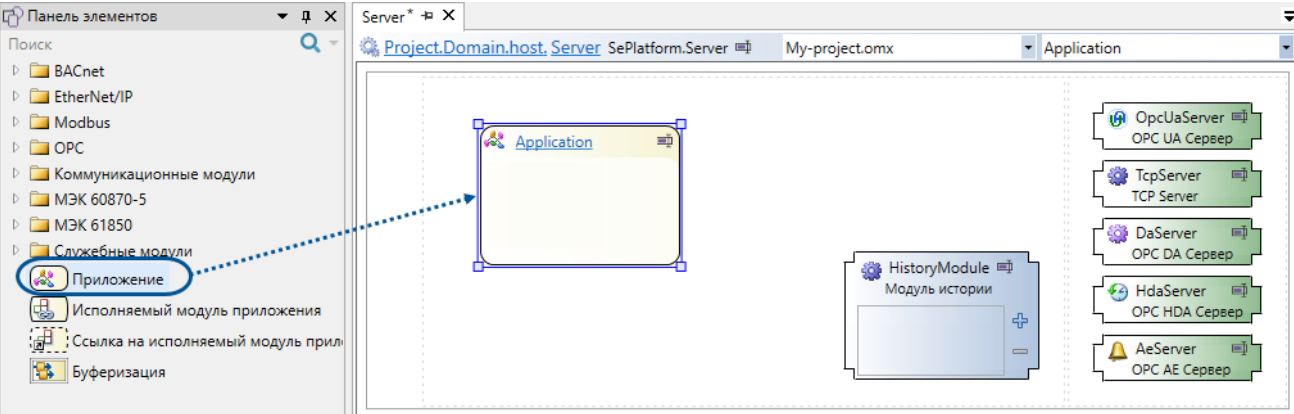 Панель элементов
Поиск
BACnet
EtherNet/IP
Modbus
OPC
Коммуникационные модули
МЭК 60870-5
МЭК 61850
Служебные модули
Приложение
Исполняемый модуль приложения
Ссылка на исполняемый модуль прил
Буферизация
Server*
Project.Domain.host. Server SePlatform.Server My-project.omx Application
Application
HistoryModule
Модуль истории
OpcUaServer
OPC UA Сервер
TcpServer
TCP Server
DaServer
OPC DA Сервер
HdaServer
OPC HDA Сервер
AeServer
OPC AE Сервер